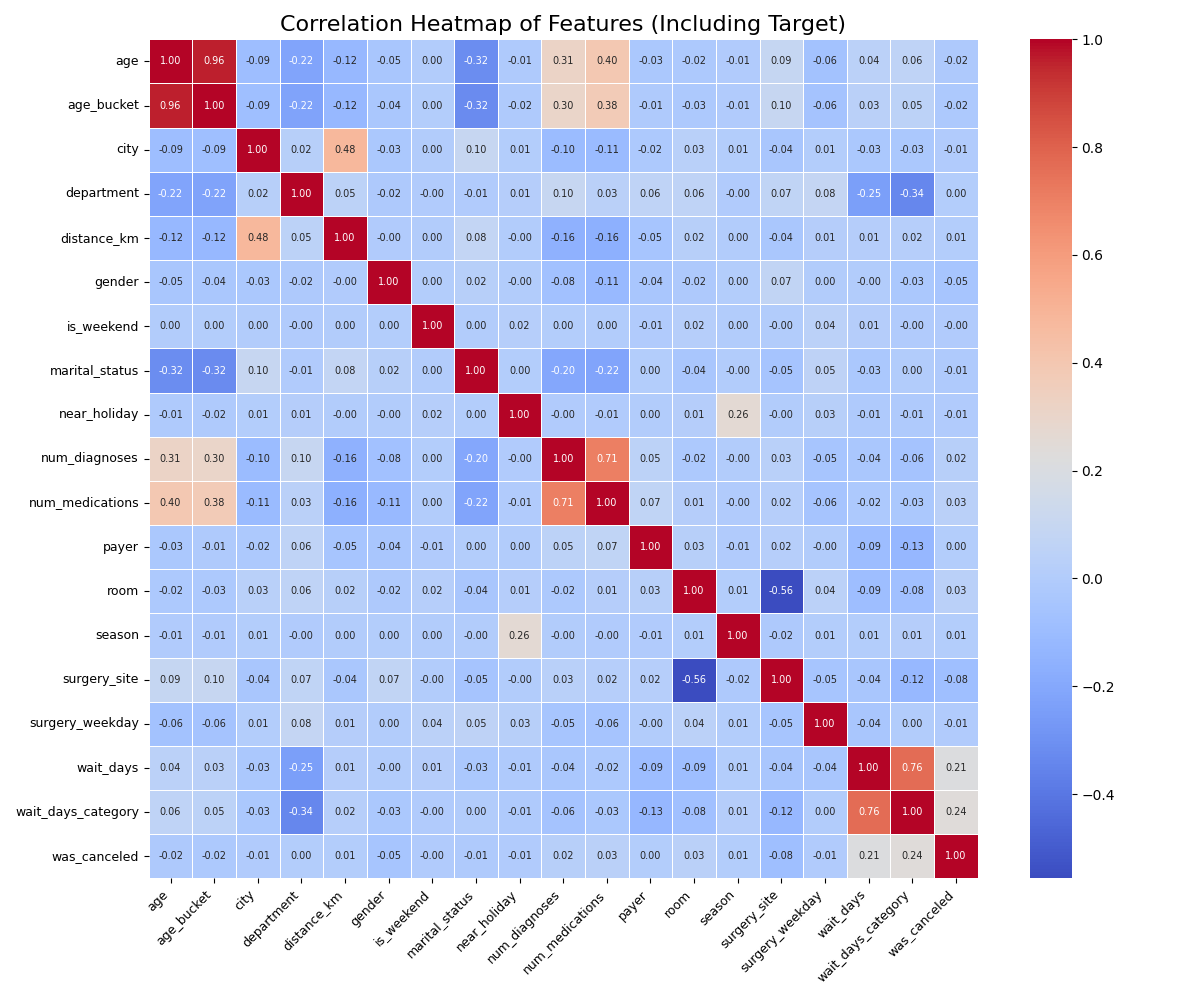 Correlation Heatmap of Features (Including Target)
age 1.00 0.96 -0.09 -0.22 -0.12 -0.05 0.00 -0.32 -0.01 0.31 0.40 -0.03 -0.02 -0.01 0.09 -0.06 0.04 0.06 -0.02
age_bucket 0.96 1.00 -0.09 -0.22 -0.12 -0.04 0.00 -0.32 -0.02 0.30 0.38 -0.01 -0.03 -0.01 0.10 -0.06 0.03 0.05 -0.02
city -0.09 -0.09 1.00 0.02 0.48 -0.03 0.00 0.10 0.01 -0.10 -0.11 -0.02 0.03 0.01 -0.04 0.01 -0.03 -0.03 -0.01
department -0.22 -0.22 0.02 1.00 0.05 -0.02 -0.00 -0.01 0.01 0.10 0.03 0.06 0.06 -0.00 0.07 0.08 -0.25 -0.34 0.00
distance_km -0.12 -0.12 0.48 0.05 1.00 -0.00 0.00 0.08 -0.00 -0.16 -0.16 -0.05 0.02 0.00 -0.04 0.01 0.01 0.02 0.01
gender -0.05 -0.04 -0.03 -0.02 -0.00 1.00 0.00 0.02 -0.00 -0.08 -0.11 -0.04 -0.02 0.00 0.07 0.00 -0.00 -0.03 -0.05
is_weekend 0.00 0.00 0.00 -0.00 0.00 0.00 1.00 0.00 0.02 0.00 0.00 -0.01 0.02 0.00 -0.00 0.04 0.01 -0.00 -0.00
marital_status -0.32 -0.32 0.10 -0.01 0.08 0.02 0.00 1.00 0.00 -0.20 -0.22 0.00 -0.04 -0.00 -0.05 0.05 -0.03 0.00 -0.01
near_holiday -0.01 -0.02 0.01 0.01 -0.00 -0.00 0.02 0.00 1.00 -0.00 -0.01 0.00 0.01 0.26 -0.00 0.03 -0.01 -0.01 -0.01
num_diagnoses 0.31 0.30 -0.10 0.10 -0.16 -0.08 0.00 -0.20 -0.00 1.00 0.71 0.05 -0.02 -0.00 0.03 -0.05 -0.04 -0.06 0.02
num_medications 0.40 0.38 -0.11 0.03 -0.16 -0.11 0.00 -0.22 -0.01 0.71 1.00 0.07 0.01 -0.00 0.02 -0.06 -0.02 -0.03 0.03
payer -0.03 -0.01 -0.02 0.06 -0.05 -0.04 -0.01 0.00 0.00 0.05 0.07 1.00 0.03 -0.01 0.02 -0.00 -0.09 -0.13 0.00
room -0.02 -0.03 0.03 0.06 0.02 -0.02 0.02 -0.04 0.01 -0.02 0.01 0.03 1.00 0.01 -0.56 0.04 -0.09 -0.08 0.03
season -0.01 -0.01 0.01 -0.00 0.00 0.00 0.00 -0.00 0.26 -0.00 -0.00 -0.01 0.01 1.00 -0.02 0.01 0.01 0.01 0.01
surgery_site 0.09 0.10 -0.04 0.07 -0.04 0.07 -0.00 -0.05 -0.00 0.03 0.02 0.02 -0.56 -0.02 1.00 -0.05 -0.04 -0.12 -0.08
surgery_weekday -0.06 -0.06 0.01 0.08 0.01 0.00 0.04 0.05 0.03 -0.05 -0.06 -0.00 0.04 0.01 -0.05 1.00 -0.04 0.00 -0.01
wait_days 0.04 0.03 -0.03 -0.25 0.01 -0.00 0.01 -0.03 -0.01 -0.04 -0.02 -0.09 -0.09 0.01 -0.04 -0.04 1.00 0.76 0.21
wait_days_category 0.06 0.05 -0.03 -0.34 0.02 -0.03 -0.00 0.00 -0.01 -0.06 -0.03 -0.13 -0.08 0.01 -0.12 0.00 0.76 1.00 0.24
was_canceled -0.02 -0.02 -0.01 0.00 0.01 -0.05 -0.00 -0.01 -0.01 0.02 0.03 0.00 0.03 0.01 -0.08 -0.01 0.21 0.24 1.00
age
age_bucket
city
department
distance_km
gender
is_weekend
marital_status
near_holiday
num_diagnoses
num_medications
payer
room
season
surgery_site
surgery_weekday
wait_days
wait_days_category
was_canceled
1.0
0.8
0.6
0.4
0.2
0.0
−0.2
−0.4